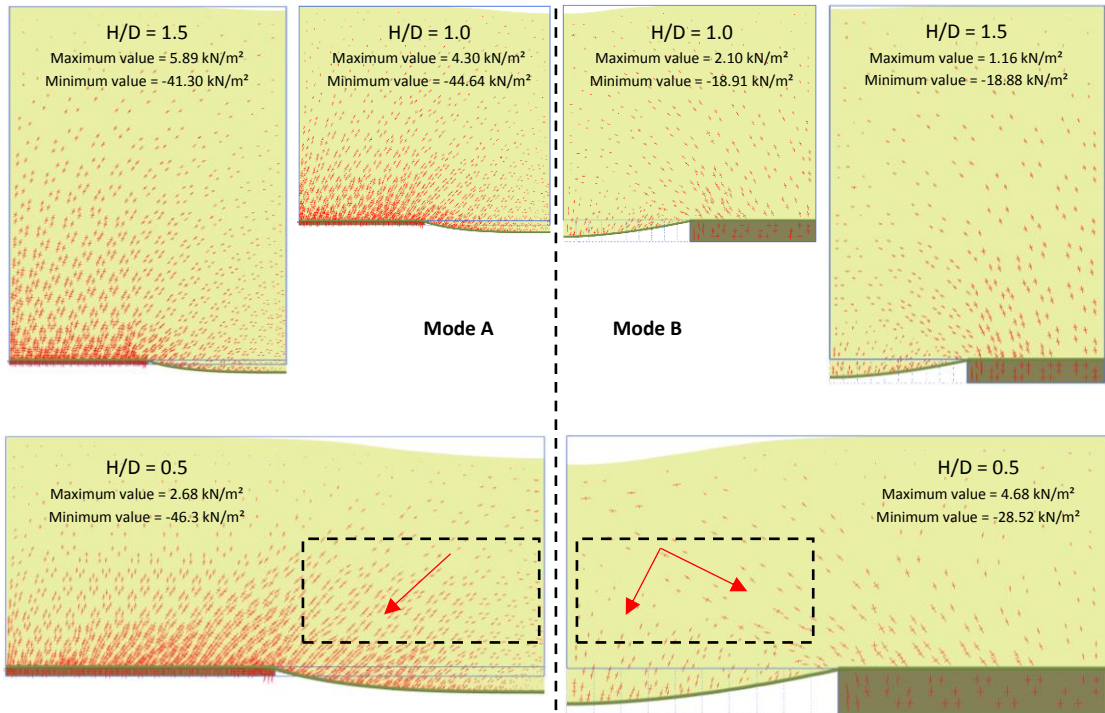 H/D = 1.5
Maximum value = 5.89 kN/m²
Minimum value = -41.30 kN/m²
H/D = 1.0
Maximum value = 4.30 kN/m²
Minimum value = -44.64 kN/m²
H/D = 1.0
Maximum value = 2.10 kN/m²
Minimum value = -18.91 kN/m²
H/D = 1.5
Maximum value = 1.16 kN/m²
Minimum value = -18.88 kN/m²
Mode A
Mode B
H/D = 0.5
Maximum value = 2.68 kN/m²
Minimum value = -46.3 kN/m²
H/D = 0.5
Maximum value = 4.68 kN/m²
Minimum value = -28.52 kN/m²